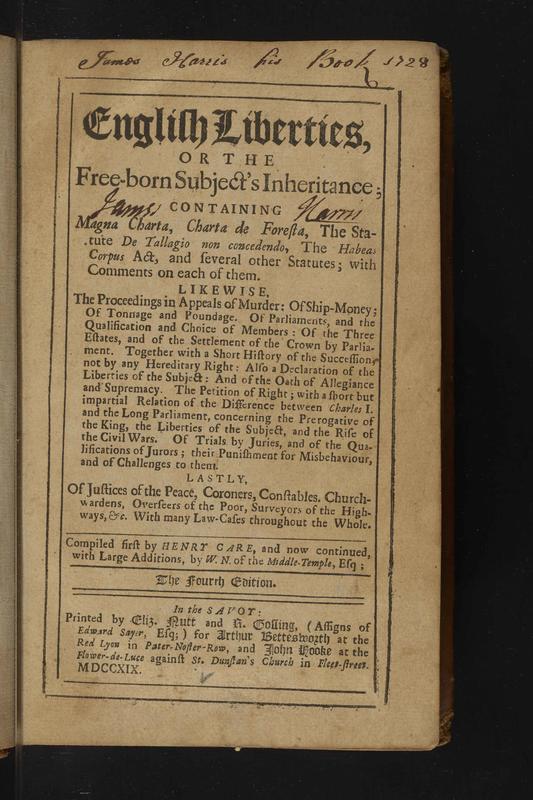 James Harris his Book 1728
Engliſh Liberties,
OR THE
Free-born Subject's Inheritance;
James CONTAINING Harris
Magna Charta, Charta de Foreſta, The Sta-
tute De Tallagio non concedendo, The Habeas
Corpus Act, and ſeveral other Statutes; with
Comments on each of them.
LIKEWISE,
The Proceedings in Appeals of Murder: Of Ship-Money;
Of Tonnage and Poundage. Of Parliaments, and the
Qualification and Choice of Members: Of the Three
Eſtates, and of the Settlement of the Crown by Parlia-
ment. Together with a Short Hiſtory of the Succeſſion,
not by any Hereditary Right: Alſo a Declaration of the
Liberties of the Subject: And of the Oath of Allegiance
and Supremacy. The Petition of Right; with a ſhort but
impartial Relation of the Difference between Charles I.
and the Long Parliament, concerning the Prerogative of
the King, the Liberties of the Subject, and the Riſe of
the Civil Wars. Of Trials by Juries, and of the Qua-
lifications of Jurors; their Puniſhment for Misbehaviour,
and of Challenges to them.
LASTLY,
Of Juſtices of the Peace, Coroners, Conſtables. Church-
wardens, Overſeers of the Poor, Surveyors of the High-
ways, &c. With many Law-Caſes throughout the Whole.
Compiled firſt by HENRY CARE, and now continued,
with Large Additions, by W. N. of the Middle-Temple, Eſq;
The Fourth Edition.
In the SAVOY:
Printed by Eliz. Nutt and R. Goſling, (Aſſigns of
Edward Sayer, Eſq;) for Arthur Bettesworth at the
Red Lyon in Pater-Noſter-Row, and John Hooke at the
Flower-de-Luce againſt St. Dunſtan's Church in Fleet-ſtreet.
MDCCXIX.